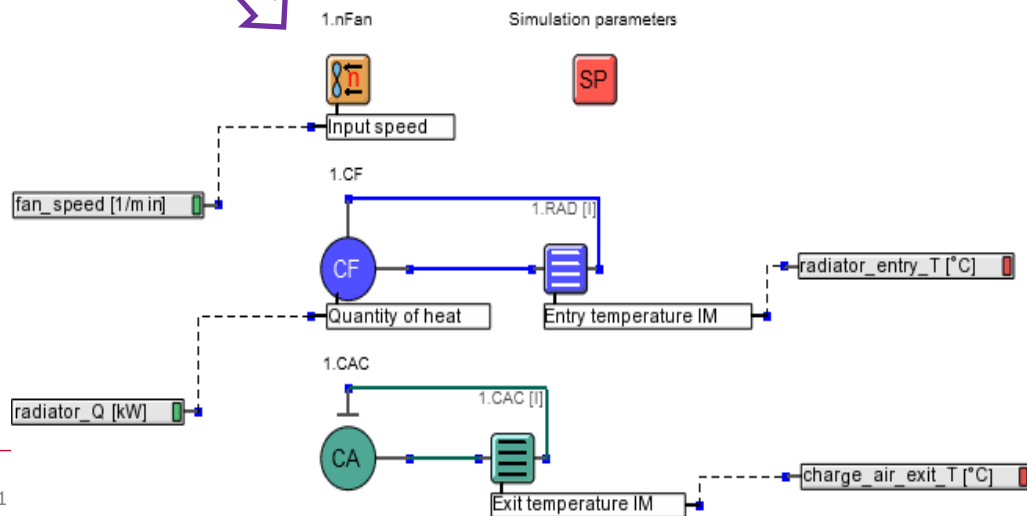 1.nFan
Simulation parameters
n
SP
Input speed
1.CF
fan_speed [1/min]
1.RAD [I]
CF
radiator_entry_T [°C]
Quantity of heat
Entry temperature IM
1.CAC
1.CAC [I]
radiator_Q [kW]
CA
charge_air_exit_T [°C]
1
Exit temperature IM